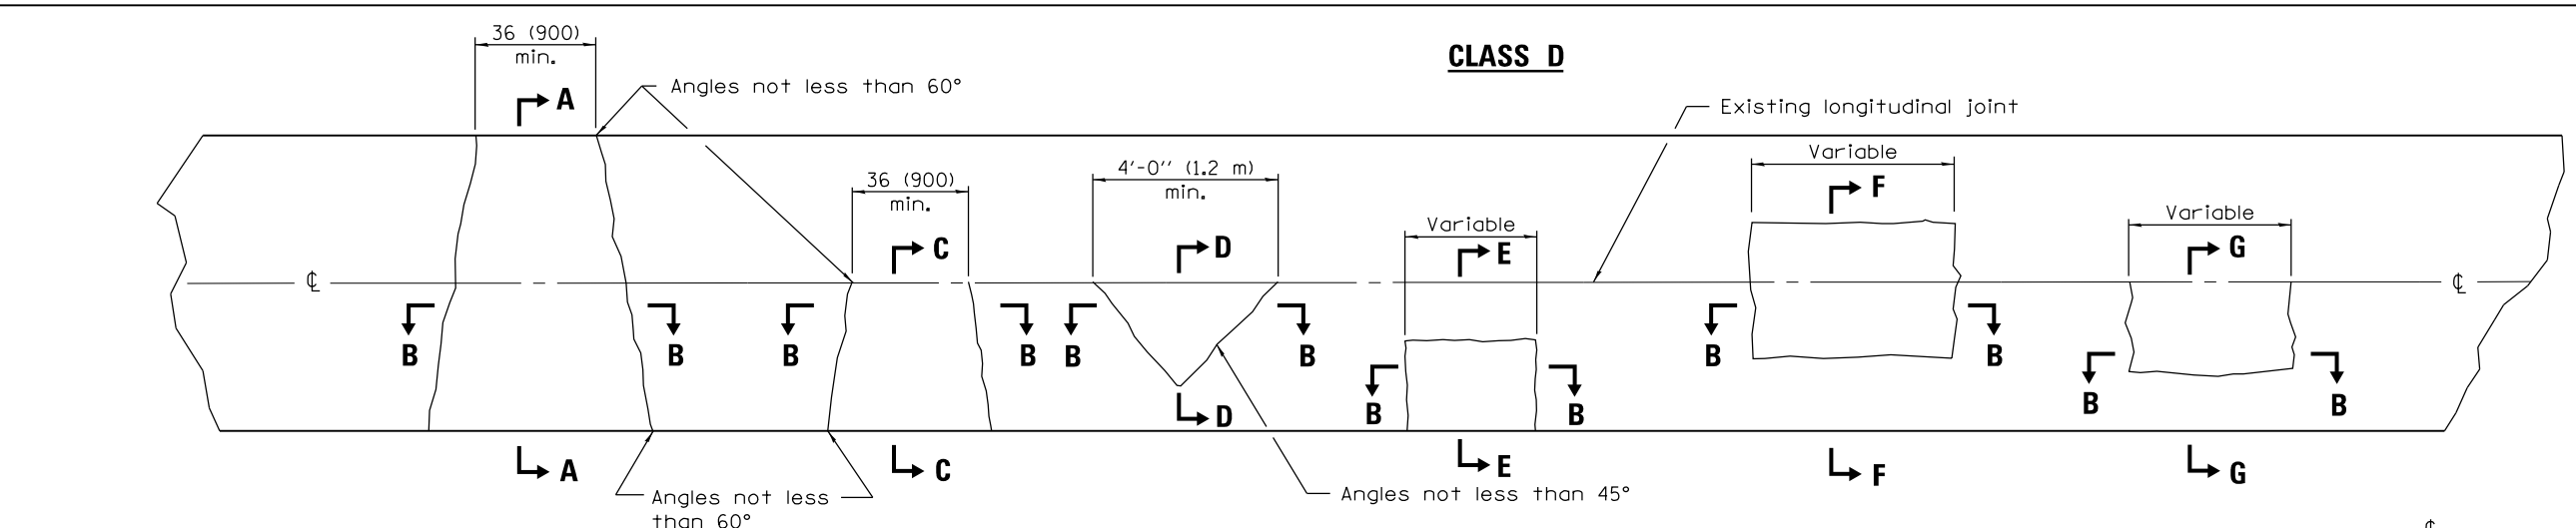 36 (900)
min.
CLASS D
A
Angles not less than 60°
Existing longitudinal joint
Variable
4'-0'' (1.2 m)
min.
36 (900)
min.
F
Variable
Variable
C
D
E
G
℄
℄
B
B
B
B
B
B
B
B
B
B
B
B
D
E
A
C
F
G
Angles not less
than 60°
Angles not less than 45°
℄